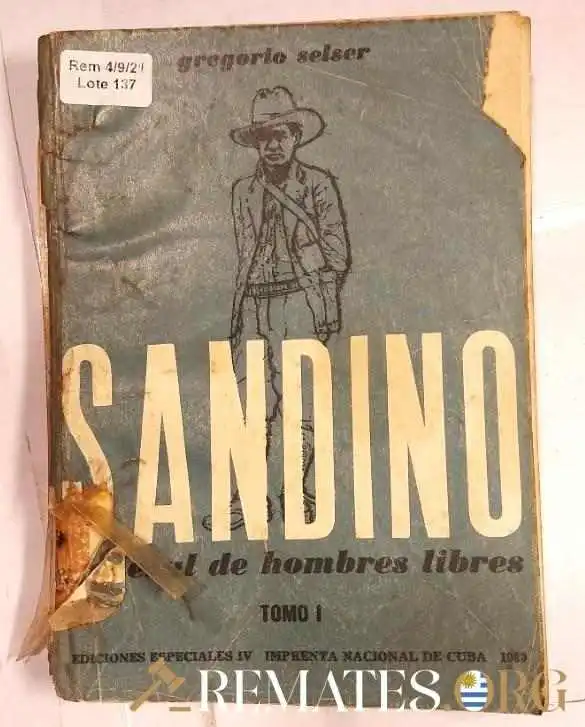 gregorio selser
Rem 4/9/21
Lote 137
SANDINO
de hombres libres
TOMO I
EDICIONES ESPECIALES IV IMPRENTA NACIONAL DE CUBA
REMATES.ORG